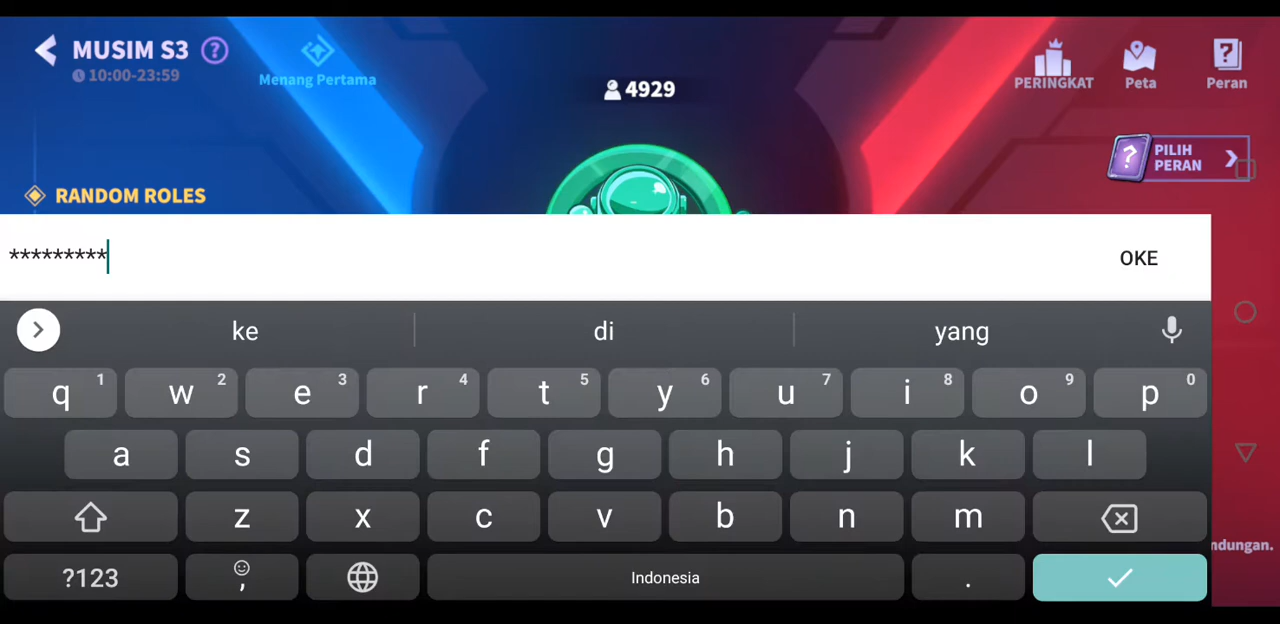 MUSIM S3 ?
10:00-23:59
Menang Pertama
4929
PERINGKAT
Peta
Peran
?
PILIH
PERAN
RANDOM ROLES
*********
OKE
ke di yang
q 1 w 2 e 3 r 4 t 5 y 6 u 7 i 8 o 9 p 0
a s d f g h j k l
z x c v b n m
ndungan.
?123 , Indonesia .